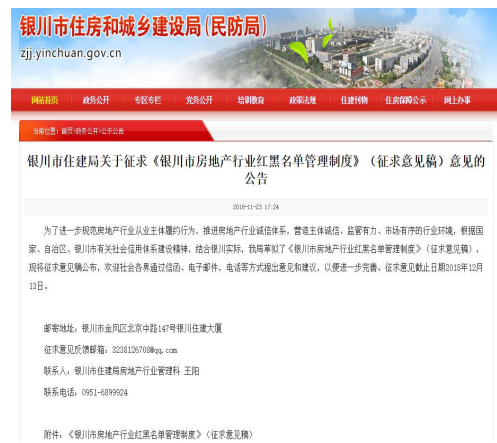 银川市住房和城乡建设局(民防局)
zjj.yinchuan.gov.cn
网站首页 政务公开 专区专栏 党务公开 培训教育 政策法规 住建刊物 住房保障公示 网上办事
当前位置：首页>政务公开>公示公告
银川市住建局关于征求《银川市房地产行业红黑名单管理制度》（征求意见稿）意见的
公告
2018-11-23 17:24
为了进一步规范房地产行业从业主体履约行为，推进房地产行业诚信体系，营造主体诚信、监管有力、市场有序的行业环境，根据国
家、自治区、银川市有关社会信用体系建设精神，结合银川实际，我局草拟了《银川市房地产行业红黑名单管理制度》（征求意见稿），
现将征求意见稿公布，欢迎社会各界通过信函、电子邮件，电话等方式提出意见和建议，以便进一步完善。征求意见截止日期2018年12月
13日。
邮寄地址：银川市金凤区北京中路147号银川住建大厦
征求意见反馈邮箱：3238126708@qq.com
联系人：银川市住建局房地产行业管理科 王阳
联系电话：0951-6899924
附件：《银川市房地产行业红黑名单管理制度》（征求意见稿）